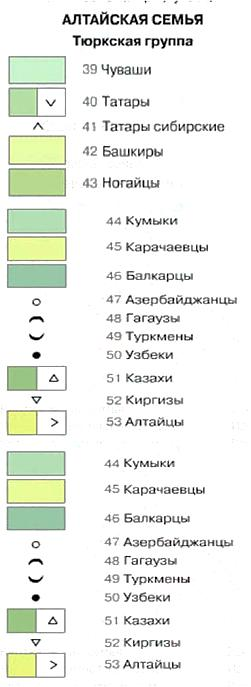 АЛТАЙСКАЯ СЕМЬЯ
Тюркская группа
39 Чуваши
40 Татары
41 Татары сибирские
42 Башкиры
43 Ногайцы
44 Кумыки
45 Карачаевцы
46 Балкарцы
47 Азербайджанцы
48 Гагаузы
49 Туркмены
50 Узбеки
51 Казахи
52 Киргизы
53 Алтайцы
44 Кумыки
45 Карачаевцы
46 Балкарцы
47 Азербайджанцы
48 Гагаузы
49 Туркмены
50 Узбеки
51 Казахи
52 Киргизы
53 Алтайцы